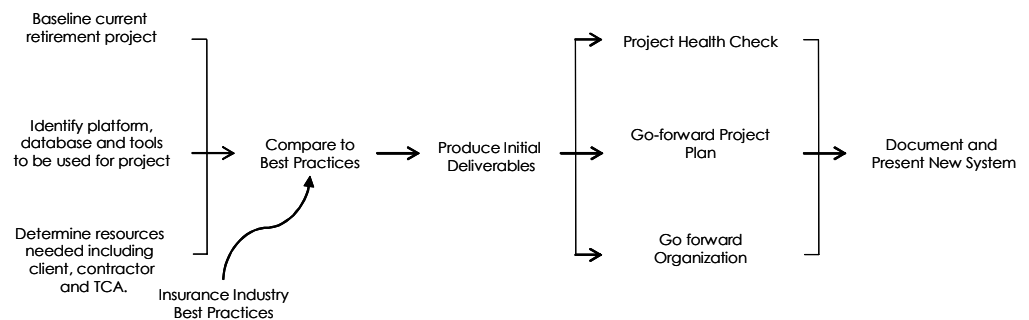 Baseline current
retirement project
Identify platform,
database and tools
to be used for project
Determine resources
needed including
client, contractor
and TCA.
Insurance Industry
Best Practices
Compare to
Best Practices
Produce Initial
Deliverables
Project Health Check
Go-forward Project
Plan
Go forward
Organization
Document and
Present New System